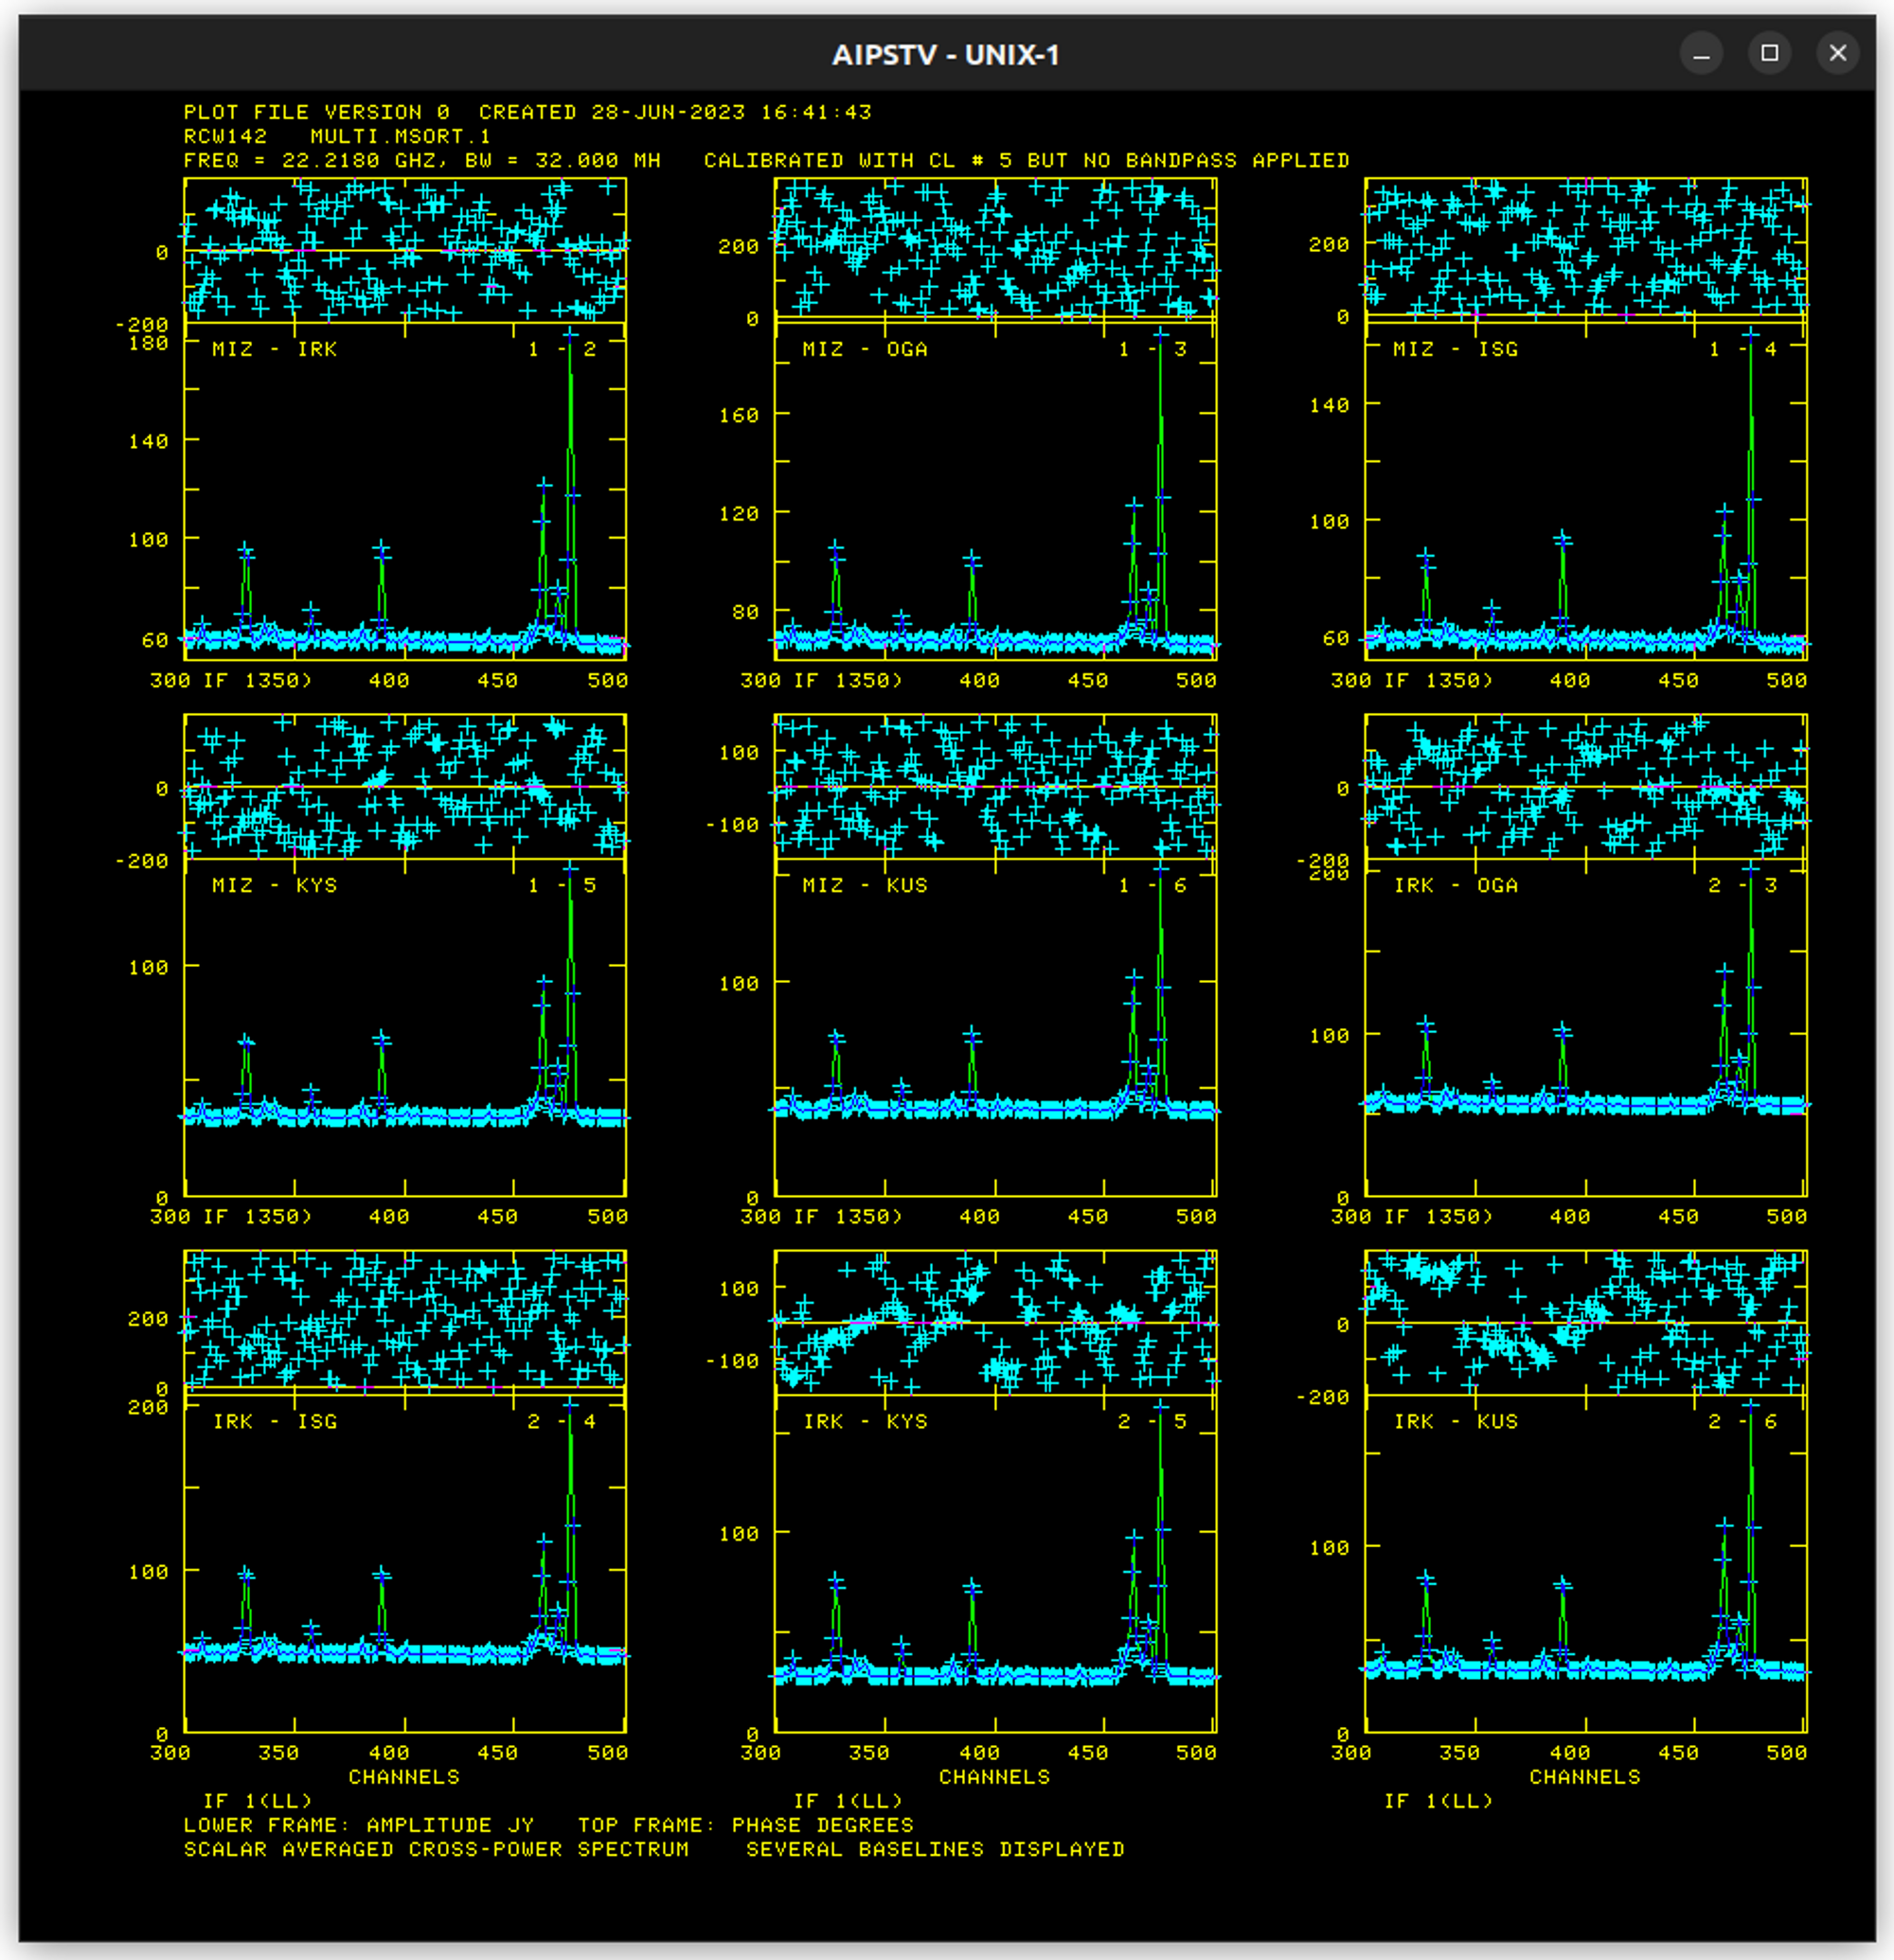 AIPSTV - UNIX-1
PLOT FILE VERSION 0  CREATED 28-JUN-2023 16:41:43
RCW142   MULTI.MSORT.1
FREQ = 22.2180 GHZ, BW = 32.000 MH   CALIBRATED WITH CL # 5 BUT NO BANDPASS APPLIED
0 200 200
-200 0 0
180 MIZ - IRK 1 - 2 MIZ - OGA 1 - 3 MIZ - ISG 1 - 4
140 160 140
100 120 100
60 80 60
300 IF 1350) 400 450 500 300 IF 1350) 400 450 500 300 IF 1350) 400 450 500
0 100 0
-200 -100 -200
MIZ - KYS 1 - 5 MIZ - KUS 1 - 6 200 IRK - OGA 2 - 3
100 100 100
0 0 0
300 IF 1350) 400 450 500 300 IF 1350) 400 450 500 300 IF 1350) 400 450 500
200 100 0
0 -100 -200
200 IRK - ISG 2 - 4 IRK - KYS 2 - 5 IRK - KUS 2 - 6
100 100 100
0 0 0
300 350 400 450 500 300 350 400 450 500 300 350 400 450 500
CHANNELS CHANNELS CHANNELS
IF 1(LL) IF 1(LL) IF 1(LL)
LOWER FRAME: AMPLITUDE JY   TOP FRAME: PHASE DEGREES
SCALAR AVERAGED CROSS-POWER SPECTRUM    SEVERAL BASELINES DISPLAYED